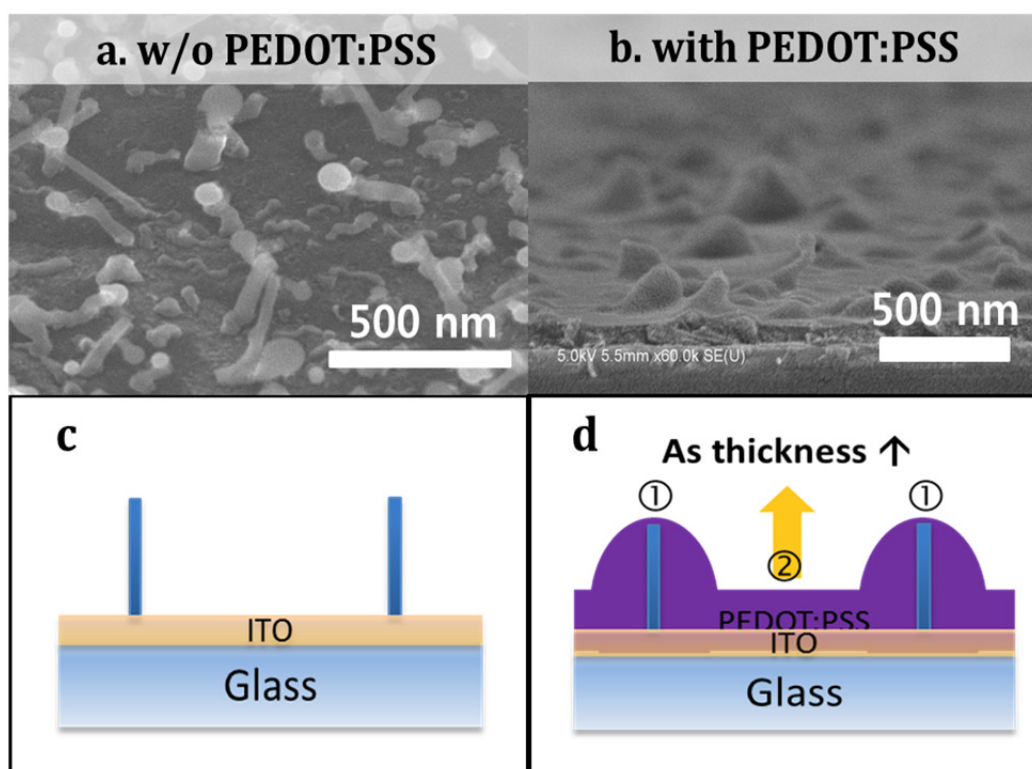 a. w/o PEDOT:PSS
b. with PEDOT:PSS
500 nm
500 nm
5.0kV 5.5mm x60.0k SE(U)
c
d
As thickness ↑
① ①
②
ITO
Glass
PEDOT:PSS
ITO
Glass